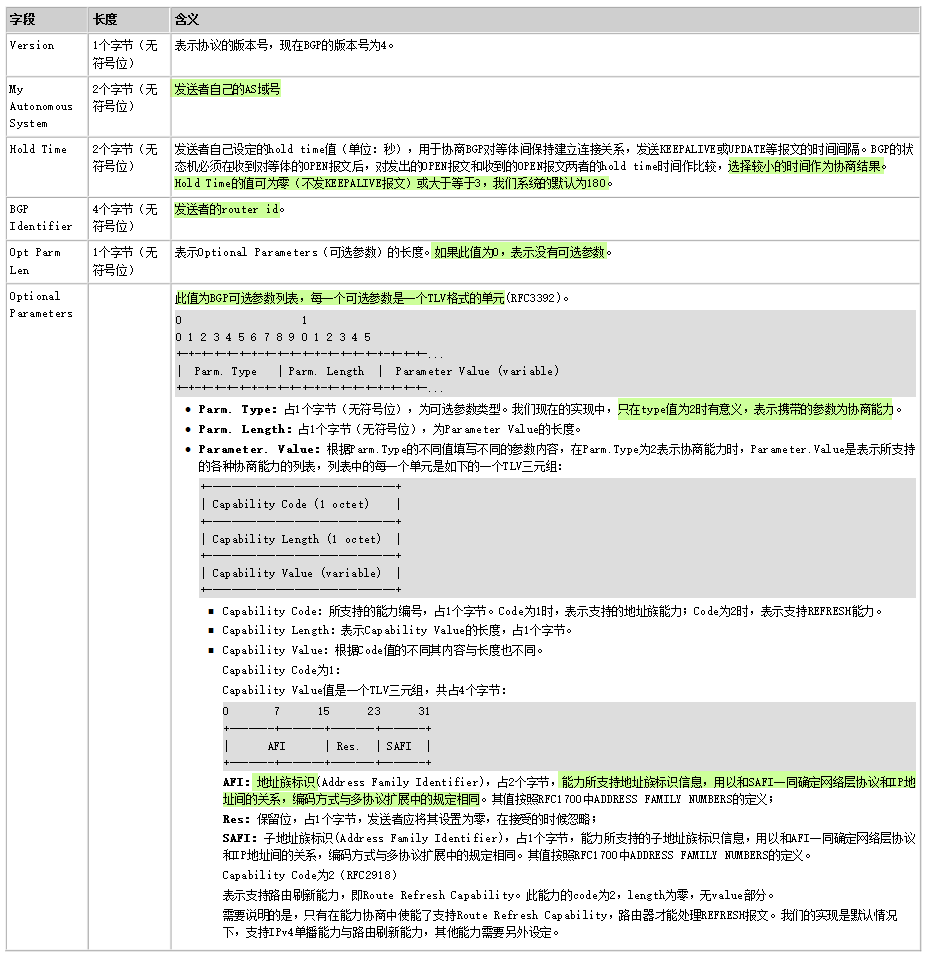 字段 长度 含义
Version 1个字节（无 表示协议的版本号，现在BGP的版本号为4。
符号位）
My 2个字节（无 发送者自己的AS域号
Autonomous 符号位）
System
Hold Time 2个字节（无 发送者自己设定的hold time值（单位：秒），用于协商BGP对等体间保持建立连接关系，发送KEEPALIVE或UPDATE等报文的时间间隔。BGP的状
符号位） 态机必须在收到对等体的OPEN报文后，对发出的OPEN报文和收到的OPEN报文两者的hold time时间作比较，选择较小的时间作为协商结果。
Hold Time的值可为零（不发KEEPALIVE报文）或大于等于3，我们系统的默认为180。
BGP 4个字节（无 发送者的router id。
Identifier 符号位）
Opt Parm 1个字节（无 表示Optional Parameters（可选参数）的长度。如果此值为0，表示没有可选参数。
Len 符号位）
Optional 此值为BGP可选参数列表，每一个可选参数是一个TLV格式的单元(RFC3392)。
Parameters
0 1
0 1 2 3 4 5 6 7 8 9 0 1 2 3 4 5
+-+-+-+-+-+-+-+-+-+-+-+-+-+-+-+-+-+-+-+-...
| Parm. Type | Parm. Length | Parameter Value (variable)
+-+-+-+-+-+-+-+-+-+-+-+-+-+-+-+-+-+-+-+-...
● Parm. Type：占1个字节（无符号位），为可选参数类型。我们现在的实现中，只在type值为2时有意义，表示携带的参数为协商能力。
● Parm. Length：占1个字节（无符号位），为Parameter Value的长度。
● Parameter. Value：根据Parm.Type的不同值填写不同的参数内容，在Parm.Type为2表示协商能力时，Parameter.Value是表示所支持
的各种协商能力的列表，列表中的每一个单元是如下的一个TLV三元组：
+------------------------------+
| Capability Code (1 octet) |
+------------------------------+
| Capability Length (1 octet) |
+------------------------------+
| Capability Value (variable) |
+------------------------------+
■ Capability Code：所支持的能力编号，占1个字节。Code为1时，表示支持的地址族能力；Code为2时，表示支持REFRESH能力。
■ Capability Length：表示Capability Value的长度，占1个字节。
■ Capability Value：根据Code值的不同其内容与长度也不同。
Capability Code为1：
Capability Value值是一个TLV三元组，共占4个字节：
0 7 15 23 31
+-------+-------+-------+-------+
| AFI | Res. | SAFI |
+-------+-------+-------+-------+
AFI：地址族标识(Address Family Identifier)，占2个字节，能力所支持地址族标识信息，用以和SAFI一同确定网络层协议和IP地
址间的关系，编码方式与多协议扩展中的规定相同。其值按照RFC1700中ADDRESS FAMILY NUMBERS的定义；
Res：保留位，占1个字节，发送者应将其设置为零，在接受的时候忽略；
SAFI：子地址族标识(Address Family Identifier)，占1个字节，能力所支持的子地址族标识信息，用以和AFI一同确定网络层协议
和IP地址间的关系，编码方式与多协议扩展中的规定相同。其值按照RFC1700中ADDRESS FAMILY NUMBERS的定义。
Capability Code为2（RFC2918）
表示支持路由刷新能力，即Route Refresh Capability。此能力的code为2，length为零，无value部分。
需要说明的是，只有在能力协商中使能了支持Route Refresh Capability，路由器才能处理REFRESH报文。我们的实现是默认情况
下，支持IPv4单播能力与路由刷新能力，其他能力需要另外设定。